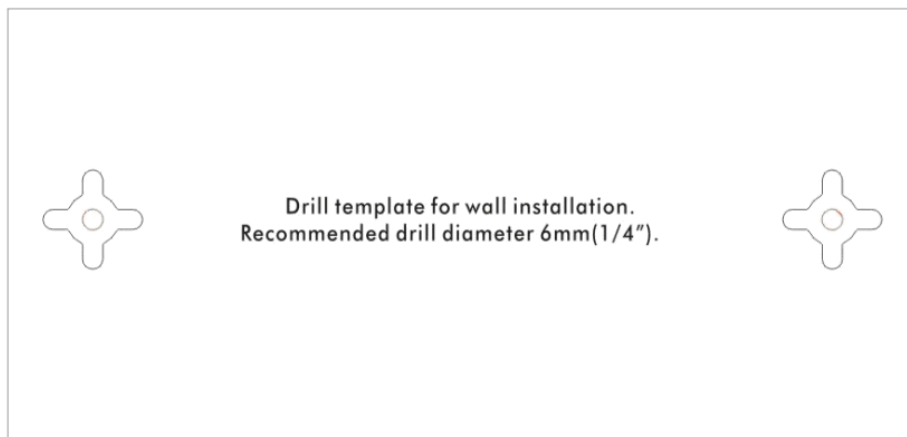 Drill template for wall installation.
Recommended drill diameter 6mm(1/4″).